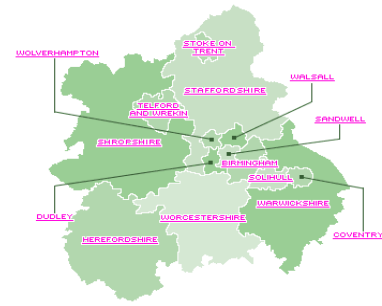 STOKE ON
TRENT
WOLVERHAMPTON
WALSALL
STAFFORDSHIRE
TELFORD
AND WREKIN
SANDWELL
SHROPSHIRE
BIRMINGHAM
SOLIHULL
WARWICKSHIRE
DUDLEY
WORCESTERSHIRE
COVENTRY
HEREFORDSHIRE